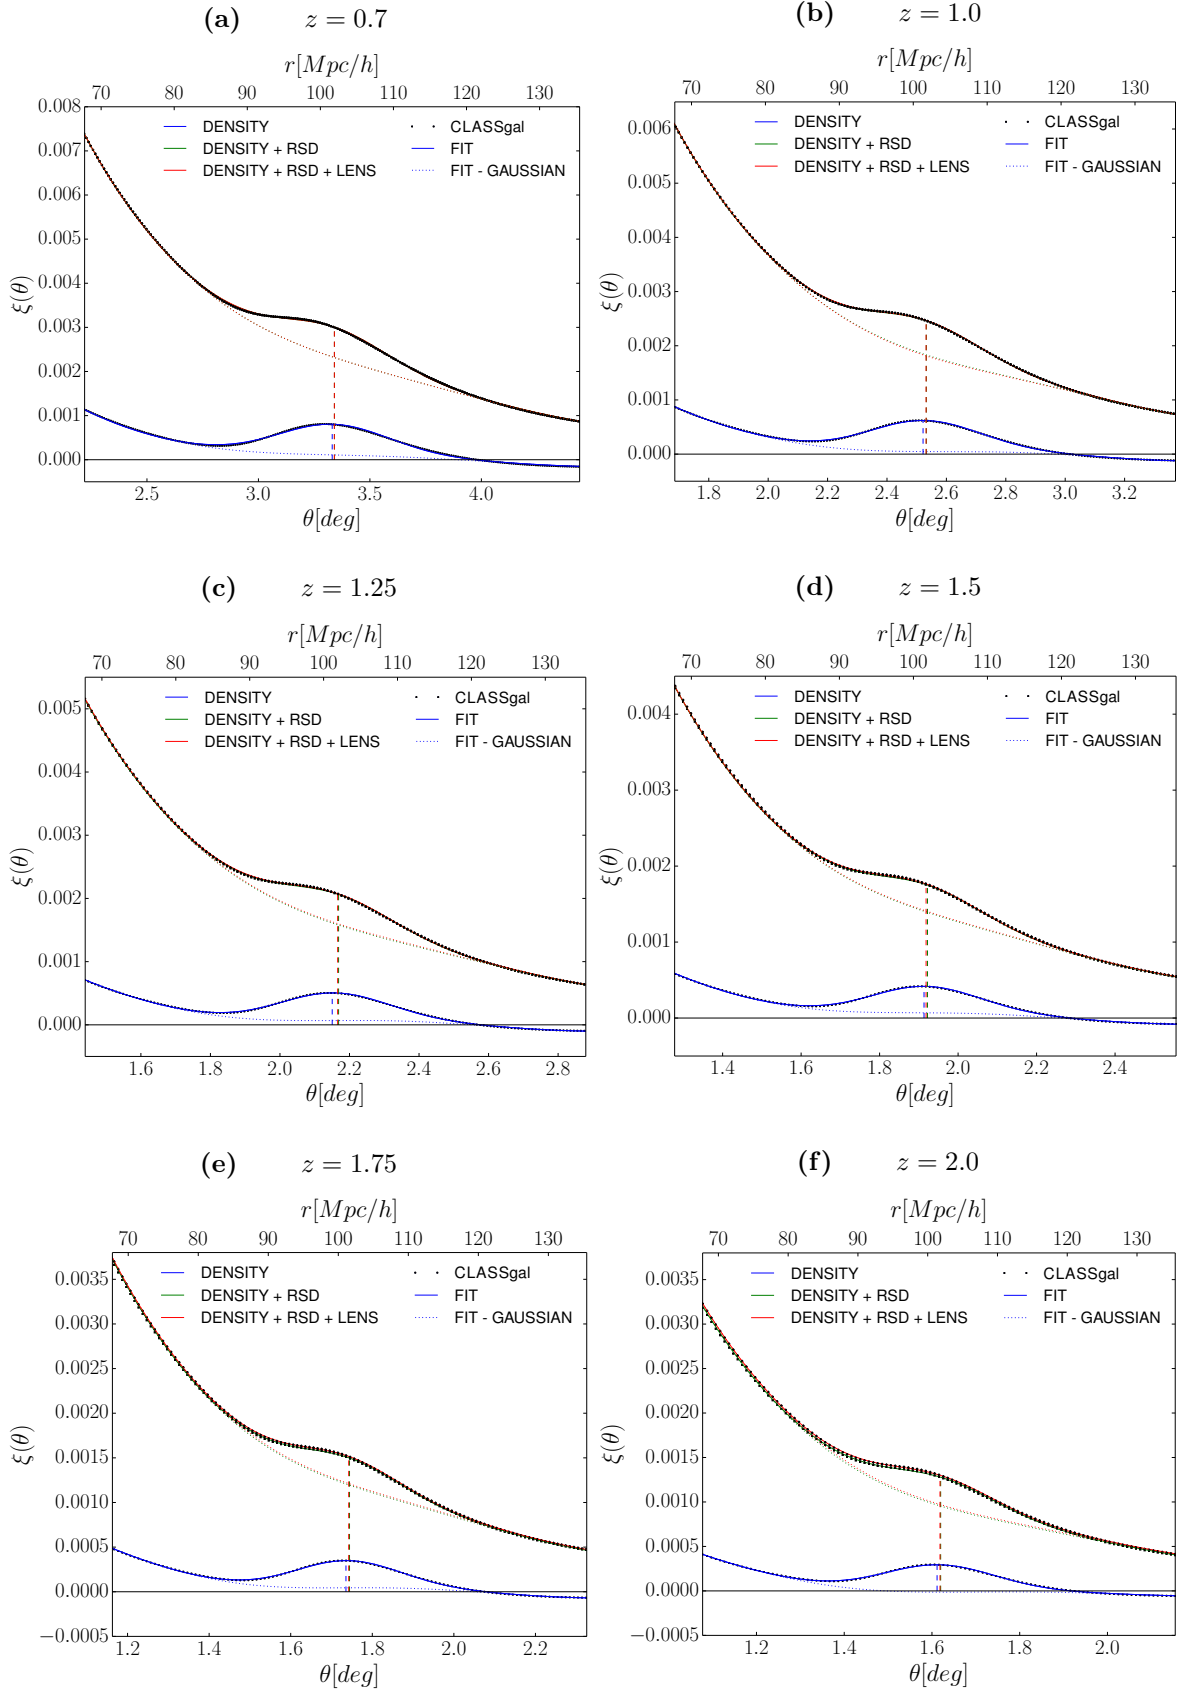 (a) z = 0.7
r[Mpc/h]
70 80 90 100 110 120 130
0.008
0.007
0.006
0.005
0.004
0.003
0.002
0.001
0.000
ξ(θ)
DENSITY
DENSITY + RSD
DENSITY + RSD + LENS
CLASSgal
FIT
FIT - GAUSSIAN
2.5 3.0 3.5 4.0
θ[deg]
(b) z = 1.0
r[Mpc/h]
70 80 90 100 110 120 130
0.006
0.005
0.004
0.003
0.002
0.001
0.000
ξ(θ)
DENSITY
DENSITY + RSD
DENSITY + RSD + LENS
CLASSgal
FIT
FIT - GAUSSIAN
1.8 2.0 2.2 2.4 2.6 2.8 3.0 3.2
θ[deg]
(c) z = 1.25
r[Mpc/h]
70 80 90 100 110 120 130
0.005
0.004
0.003
0.002
0.001
0.000
ξ(θ)
DENSITY
DENSITY + RSD
DENSITY + RSD + LENS
CLASSgal
FIT
FIT - GAUSSIAN
1.6 1.8 2.0 2.2 2.4 2.6 2.8
θ[deg]
(d) z = 1.5
r[Mpc/h]
70 80 90 100 110 120 130
0.004
0.003
0.002
0.001
0.000
ξ(θ)
DENSITY
DENSITY + RSD
DENSITY + RSD + LENS
CLASSgal
FIT
FIT - GAUSSIAN
1.4 1.6 1.8 2.0 2.2 2.4
θ[deg]
(e) z = 1.75
r[Mpc/h]
70 80 90 100 110 120 130
0.0035
0.0030
0.0025
0.0020
0.0015
0.0010
0.0005
0.0000
−0.0005
ξ(θ)
DENSITY
DENSITY + RSD
DENSITY + RSD + LENS
CLASSgal
FIT
FIT - GAUSSIAN
1.2 1.4 1.6 1.8 2.0 2.2
θ[deg]
(f) z = 2.0
r[Mpc/h]
70 80 90 100 110 120 130
0.0035
0.0030
0.0025
0.0020
0.0015
0.0010
0.0005
0.0000
−0.0005
ξ(θ)
DENSITY
DENSITY + RSD
DENSITY + RSD + LENS
CLASSgal
FIT
FIT - GAUSSIAN
1.2 1.4 1.6 1.8 2.0
θ[deg]